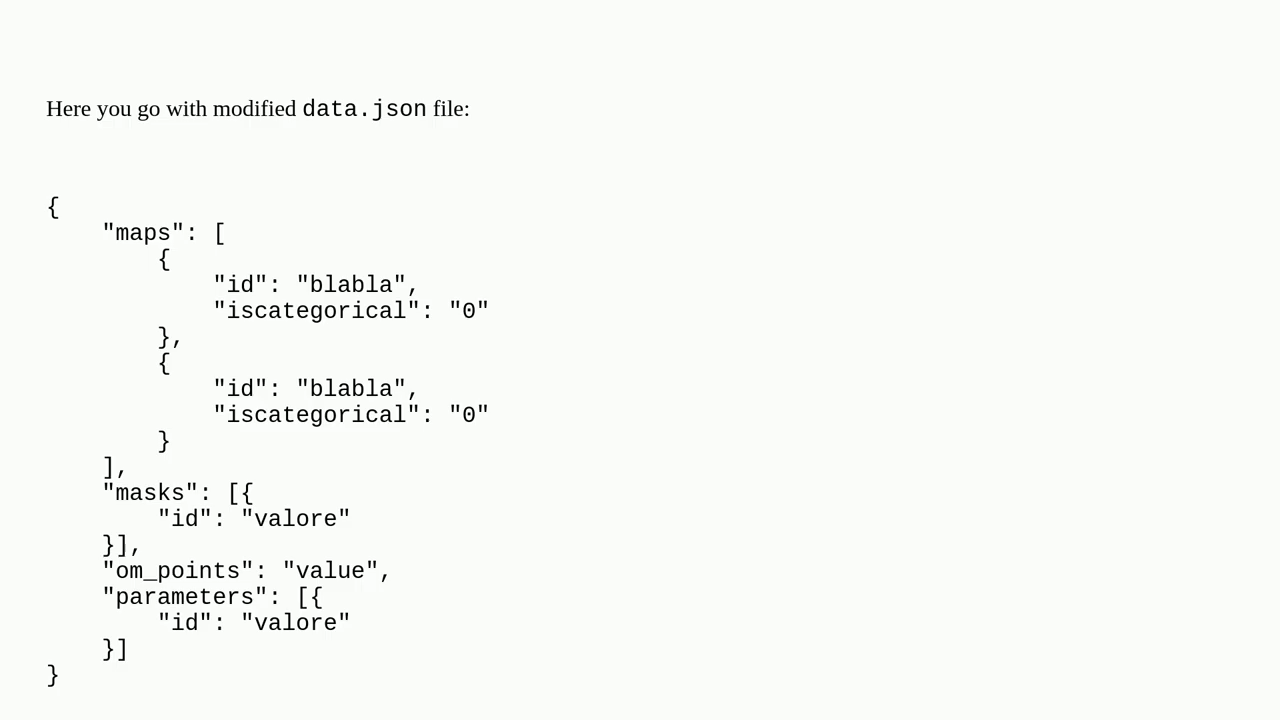 Here you go with modified data.json file:
{
    "maps": [
        {
            "id": "blabla",
            "iscategorical": "0"
        },
        {
            "id": "blabla",
            "iscategorical": "0"
        }
    ],
    "masks": [{
        "id": "valore"
    }],
    "om_points": "value",
    "parameters": [{
        "id": "valore"
    }]
}